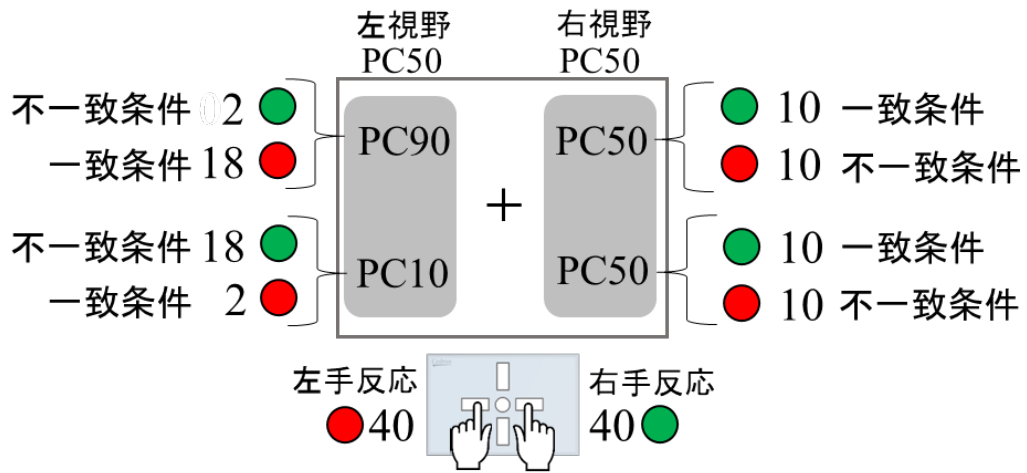 左視野 右視野
PC50 PC50
不一致条件 02 PC90 PC50 10 一致条件
一致条件 18 10 不一致条件
+
不一致条件 18 PC10 PC50 10 一致条件
一致条件 2 10 不一致条件
左手反応 右手反応
40 40